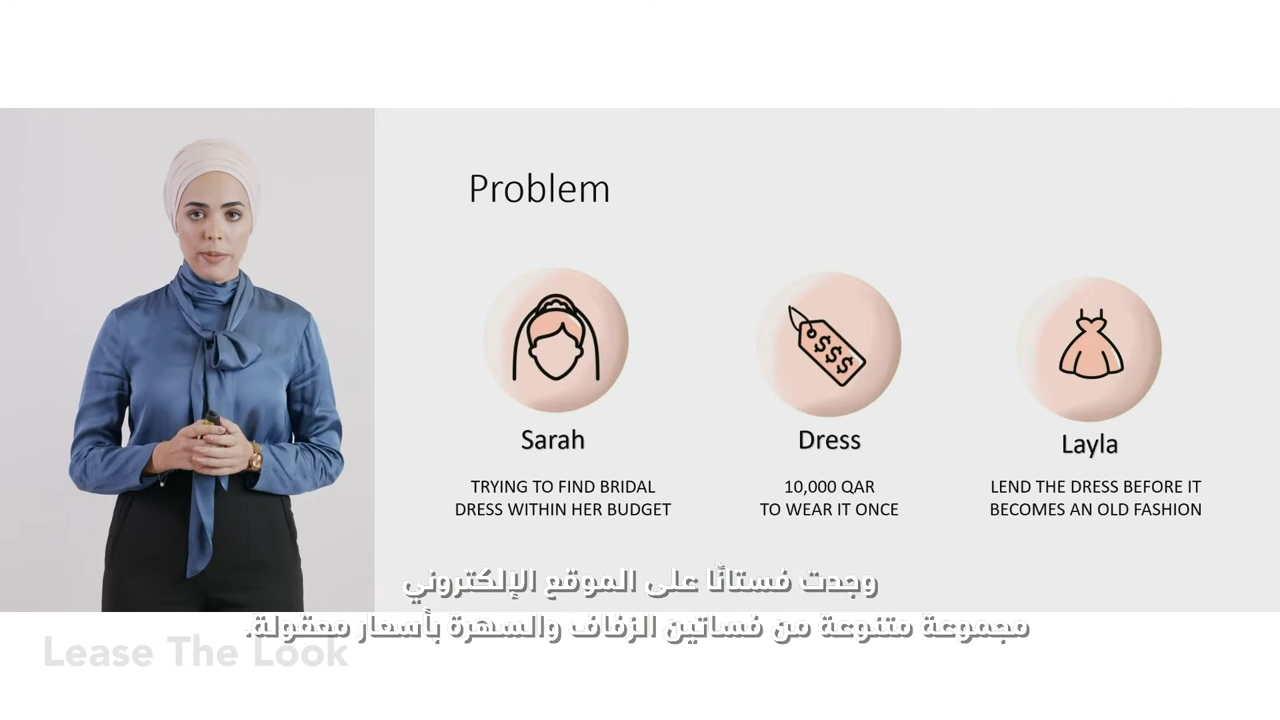 Problem
$$$
Sarah
TRYING TO FIND BRIDAL
DRESS WITHIN HER BUDGET
Dress
10,000 QAR
TO WEAR IT ONCE
Layla
LEND THE DRESS BEFORE IT
BECOMES AN OLD FASHION
وجدت فستانًا على الموقع الإلكتروني
مجموعة متنوعة من فساتين الزفاف والسهرة بأسعار معقولة.
Lease The Look